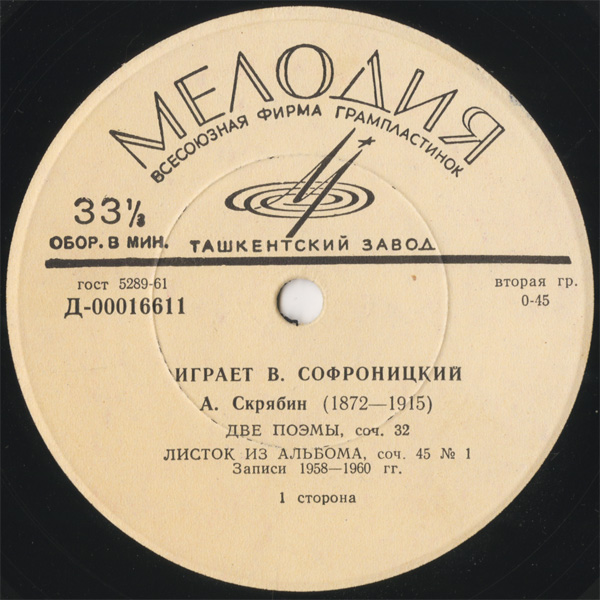 МЕЛОДИЯ
ВСЕСОЮЗНАЯ ФИРМА ГРАМПЛАСТИНОК
33⅓
ОБОР. В МИН.
ТАШКЕНТСКИЙ ЗАВОД
гост 5289-61
вторая гр.
Д-00016611
0-45
ИГРАЕТ В. СОФРОНИЦКИЙ
А. Скрябин (1872—1915)
ДВЕ ПОЭМЫ, соч. 32
ЛИСТОК ИЗ АЛЬБОМА, соч. 45 № 1
Записи 1958—1960 гг.
1 сторона